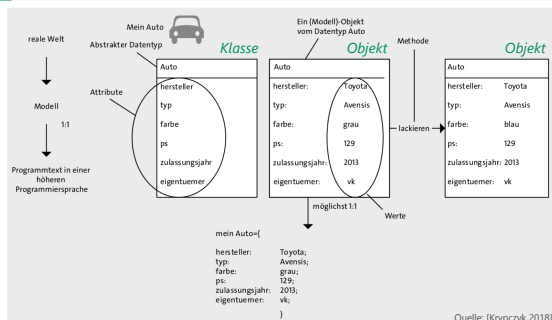 reale Welt
Modell
1:1
Programmtext in einer
höheren
Programmiersprache
Mein Auto
Abstrakter Datentyp
Klasse
Attribute
Auto
hersteller
typ
farbe
ps
zulassungsjahr
eigentuemer
Ein (Modell)-Objekt
vom Datentyp Auto
Objekt
Auto
hersteller: Toyota
typ: Avensis
farbe: grau
ps: 129
zulassungsjahr: 2013
eigentuemer: vk
Werte
möglichst 1:1
Methode
lackieren
Objekt
Auto
hersteller: Toyota
typ: Avensis
farbe: blau
ps: 129
zulassungsjahr: 2013
eigentuemer: vk
mein Auto={
hersteller: Toyota;
typ: Avensis;
farbe: grau;
ps: 129;
zulassungsjahr: 2013;
eigentuemer: vk;
}
Quelle: [Krypczyk 2018]